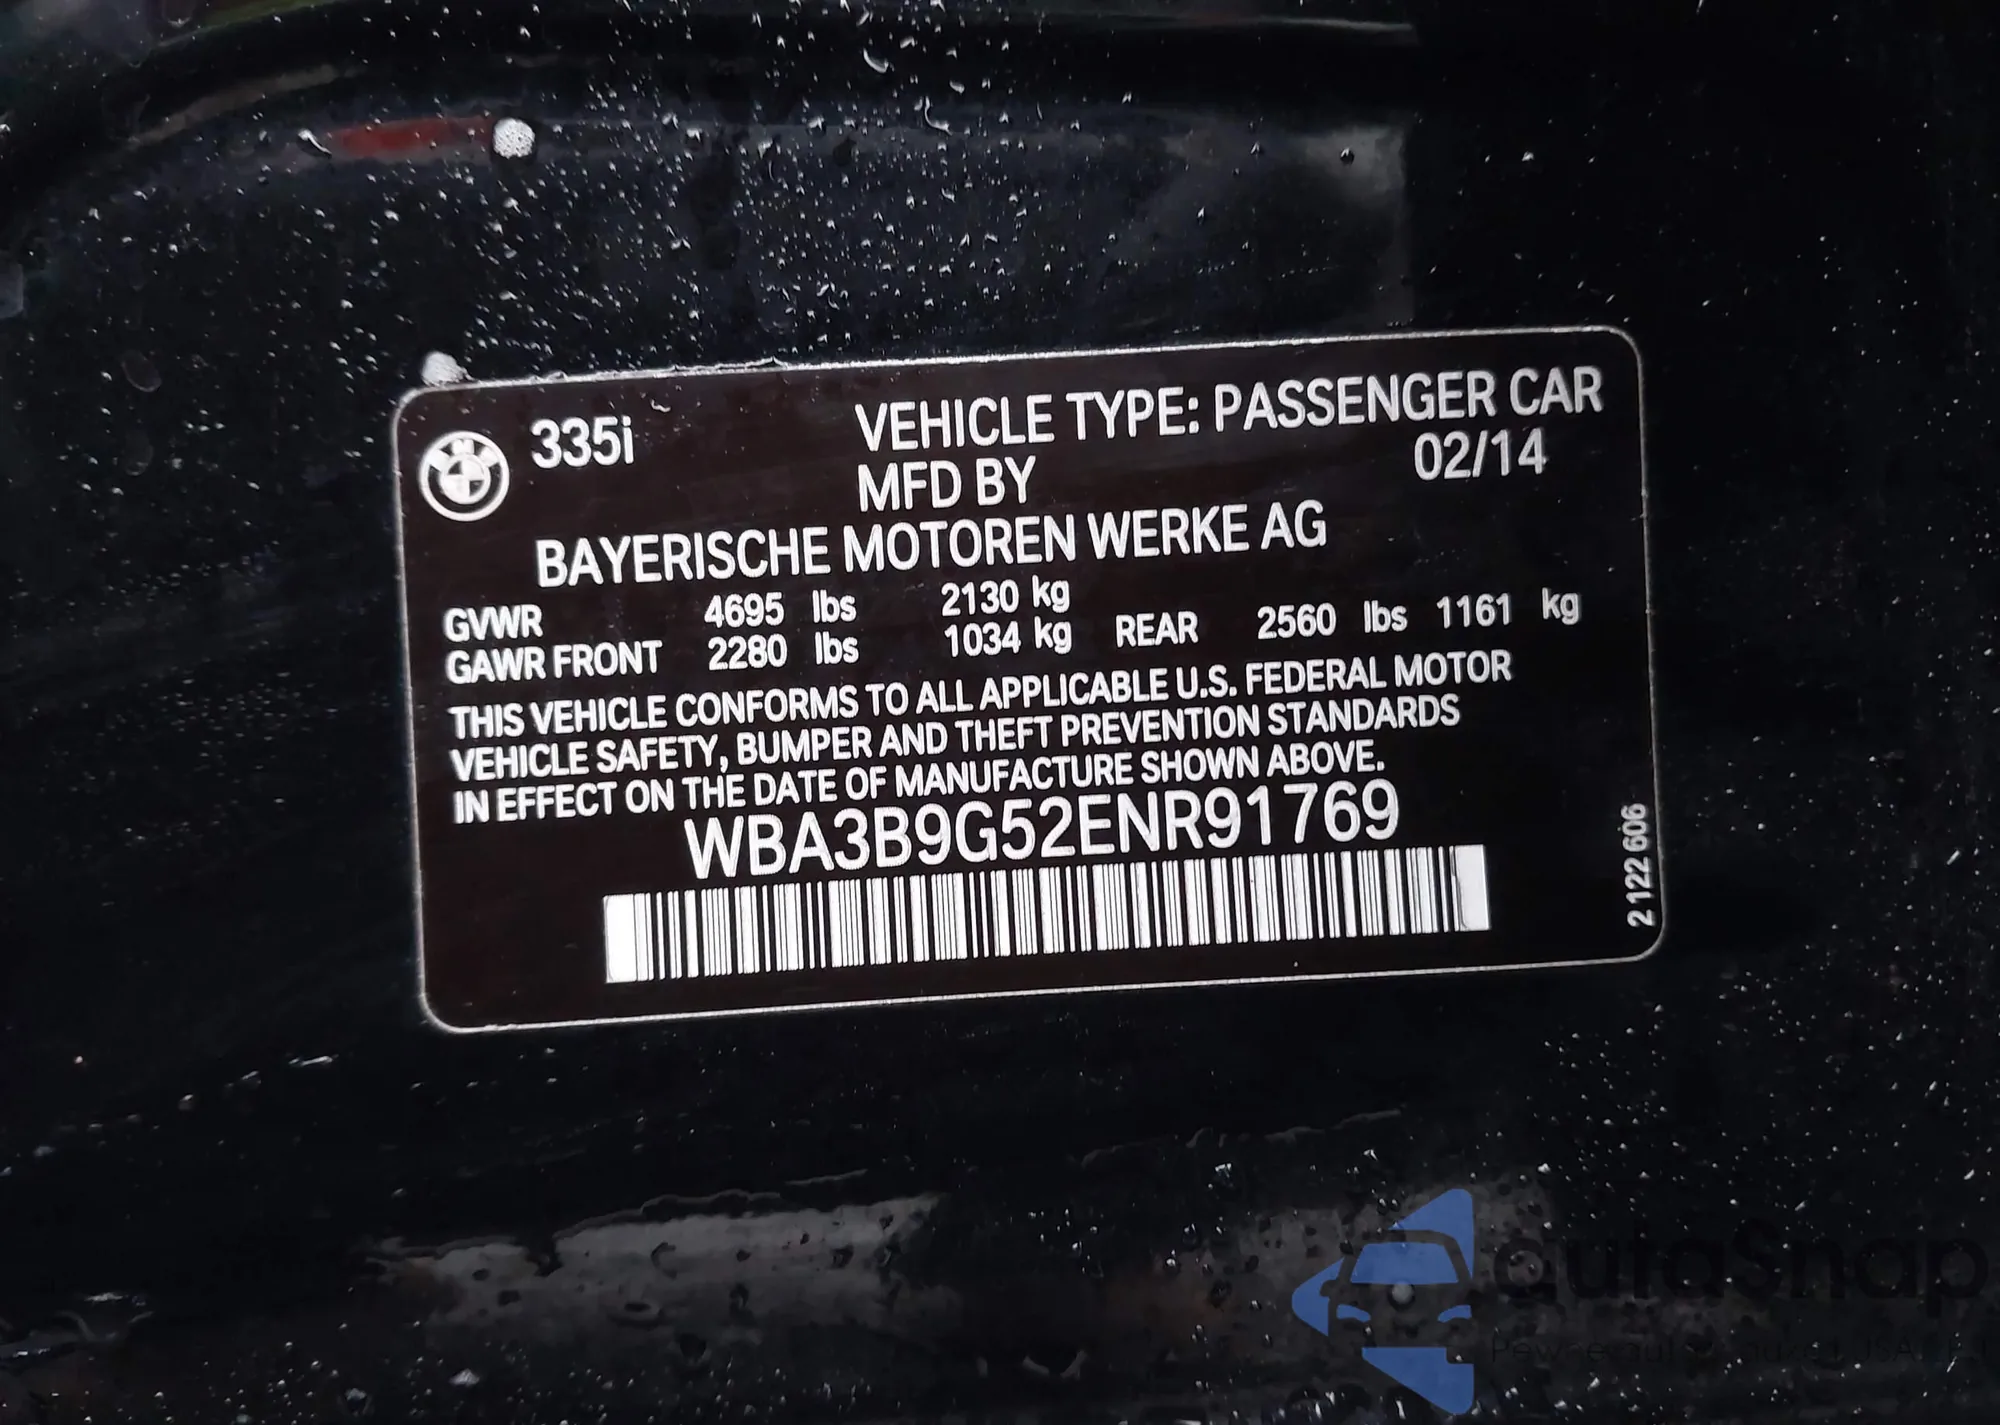 335i VEHICLE TYPE: PASSENGER CAR
MFD BY 02/14
BAYERISCHE MOTOREN WERKE AG
GVWR 4695 lbs 2130 kg
GAWR FRONT 2280 lbs 1034 kg REAR 2560 lbs 1161 kg
THIS VEHICLE CONFORMS TO ALL APPLICABLE U.S. FEDERAL MOTOR
VEHICLE SAFETY, BUMPER AND THEFT PREVENTION STANDARDS
IN EFFECT ON THE DATE OF MANUFACTURE SHOWN ABOVE.
WBA3B9G52ENR91769
2 122 606
autoSnap